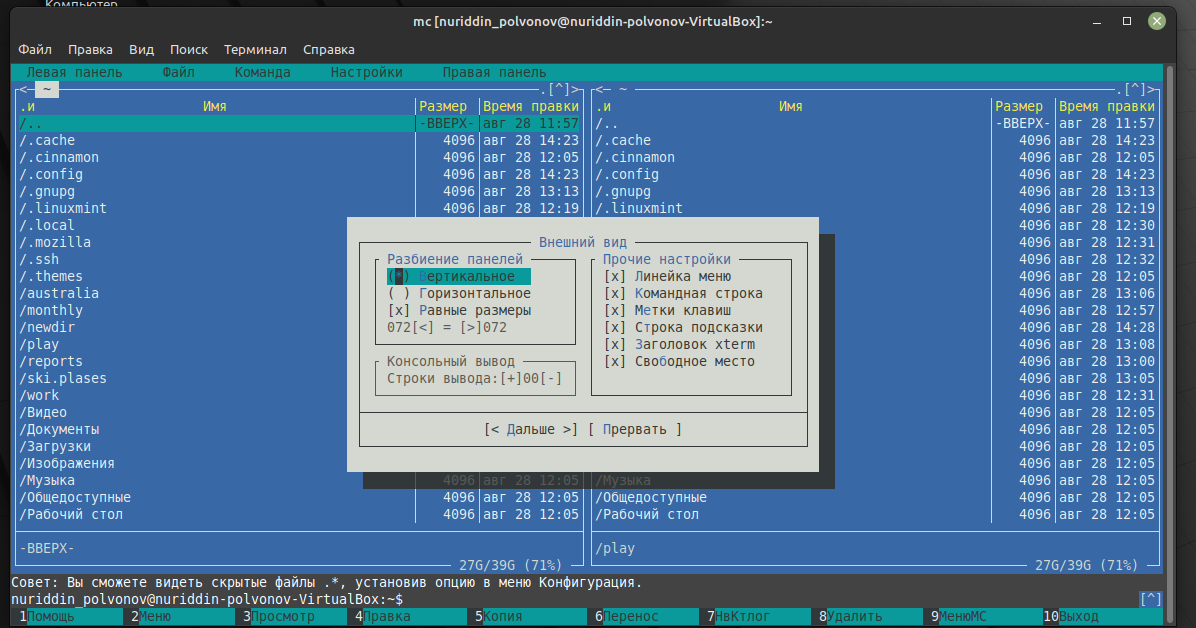 Компьютер
mc [nuriddin_polvonov@nuriddin-polvonov-VirtualBox]:~
Файл Правка Вид Поиск Терминал Справка
Левая панель Файл Команда Настройки Правая панель
<─ ~ .[^]> <─ ~ .[^]>
.и Имя Размер Время правки .и Имя Размер Время правки
/.. -ВВЕРХ- авг 28 11:57 /.. -ВВЕРХ- авг 28 11:57
/.cache 4096 авг 28 14:23 /.cache 4096 авг 28 14:23
/.cinnamon 4096 авг 28 12:05 /.cinnamon 4096 авг 28 12:05
/.config 4096 авг 28 14:23 /.config 4096 авг 28 14:23
/.gnupg 4096 авг 28 13:13 /.gnupg 4096 авг 28 13:13
/.linuxmint 4096 авг 28 12:19 /.linuxmint 4096 авг 28 12:19
/.local 4096 авг 28 12:30
/.mozilla Внешний вид 4096 авг 28 12:31
/.ssh Разбиение панелей Прочие настройки 4096 авг 28 12:32
/.themes (*) Вертикальное [x] Линейка меню 4096 авг 28 12:05
/australia ( ) Горизонтальное [x] Командная строка 4096 авг 28 13:06
/monthly [x] Равные размеры [x] Метки клавиш 4096 авг 28 12:57
/newdir 072[<] = [>]072 [x] Строка подсказки 4096 авг 28 14:28
/play [x] Заголовок xterm 4096 авг 28 13:08
/reports Консольный вывод [x] Свободное место 4096 авг 28 13:00
/ski.plases Строки вывода:[+]00[-] 4096 авг 28 13:05
/work 4096 авг 28 12:31
/Видео 4096 авг 28 12:05
/Документы [< Дальше >] [ Прервать ] 4096 авг 28 12:05
/Загрузки 4096 авг 28 12:05
/Изображения 4096 авг 28 12:05
/Музыка 4096 авг 28 12:05 /Музыка 4096 авг 28 12:05
/Общедоступные 4096 авг 28 12:05 /Общедоступные 4096 авг 28 12:05
/Рабочий стол 4096 авг 28 12:05 /Рабочий стол 4096 авг 28 12:05
-ВВЕРХ- /play
27G/39G (71%) 27G/39G (71%)
Совет: Вы сможете видеть скрытые файлы .*, установив опцию в меню Конфигурация.
nuriddin_polvonov@nuriddin-polvonov-VirtualBox:~$ [^]
1Помощь 2Меню 3Просмотр 4Правка 5Копия 6Перенос 7НвКтлог 8Удалить 9МенюМС 10Выход